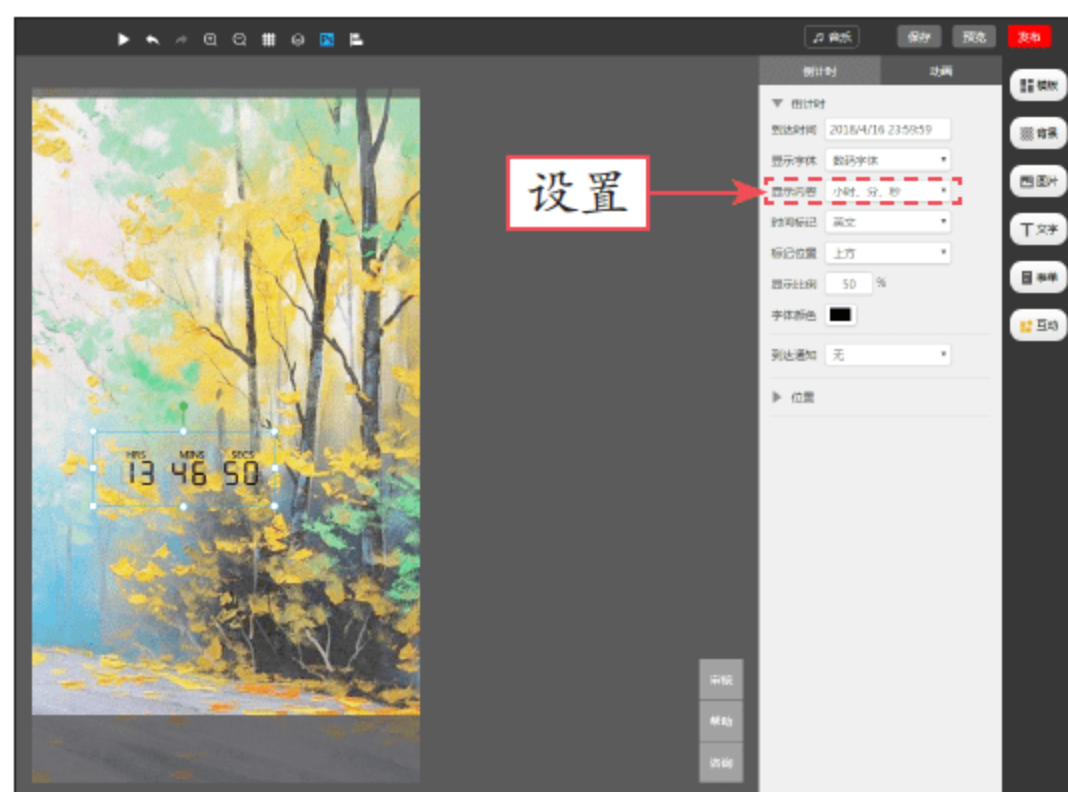 音乐
保存
预览
发布
倒计时
动画
倒计时
到达时间 2018/4/16 23:59:59
显示字体 数码字体
显示内容 小时、分、秒
时间标记 英文
标记位置 上方
显示比例 50 %
字体颜色
到达通知 无
位置
模板
背景
图片
T 文字
表单
互动
设置
HRS MINS SECS
13 46 50
审核
帮助
咨询